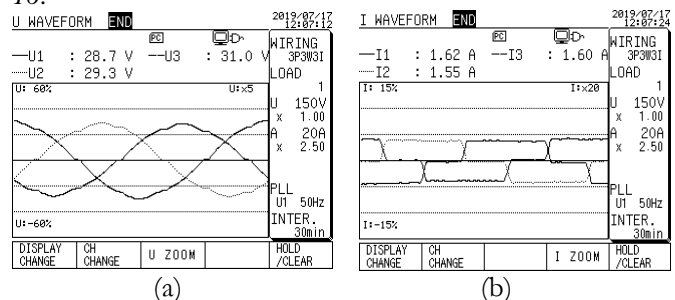 U WAVEFORM END
2019/07/17
12:07:12
PC
U1 : 28.7 V U3 : 31.0 V
U2 : 29.3 V
WIRING
3P3W3I
LOAD
1
U 150V
x 1.00
A 20A
x 2.50
PLL
U1 50Hz
INTER.
30min
U: 60% U:x5
U:-60%
DISPLAY CHANGE
CH CHANGE
U ZOOM
HOLD /CLEAR
(a)
I WAVEFORM END
2019/07/17
12:07:24
PC
I1 : 1.62 A I3 : 1.60 A
I2 : 1.55 A
WIRING
3P3W3I
LOAD
1
U 150V
x 1.00
A 20A
x 2.50
PLL
U1 50Hz
INTER.
30min
I: 15% I:x20
I:-15%
DISPLAY CHANGE
CH CHANGE
I ZOOM
HOLD /CLEAR
(b)